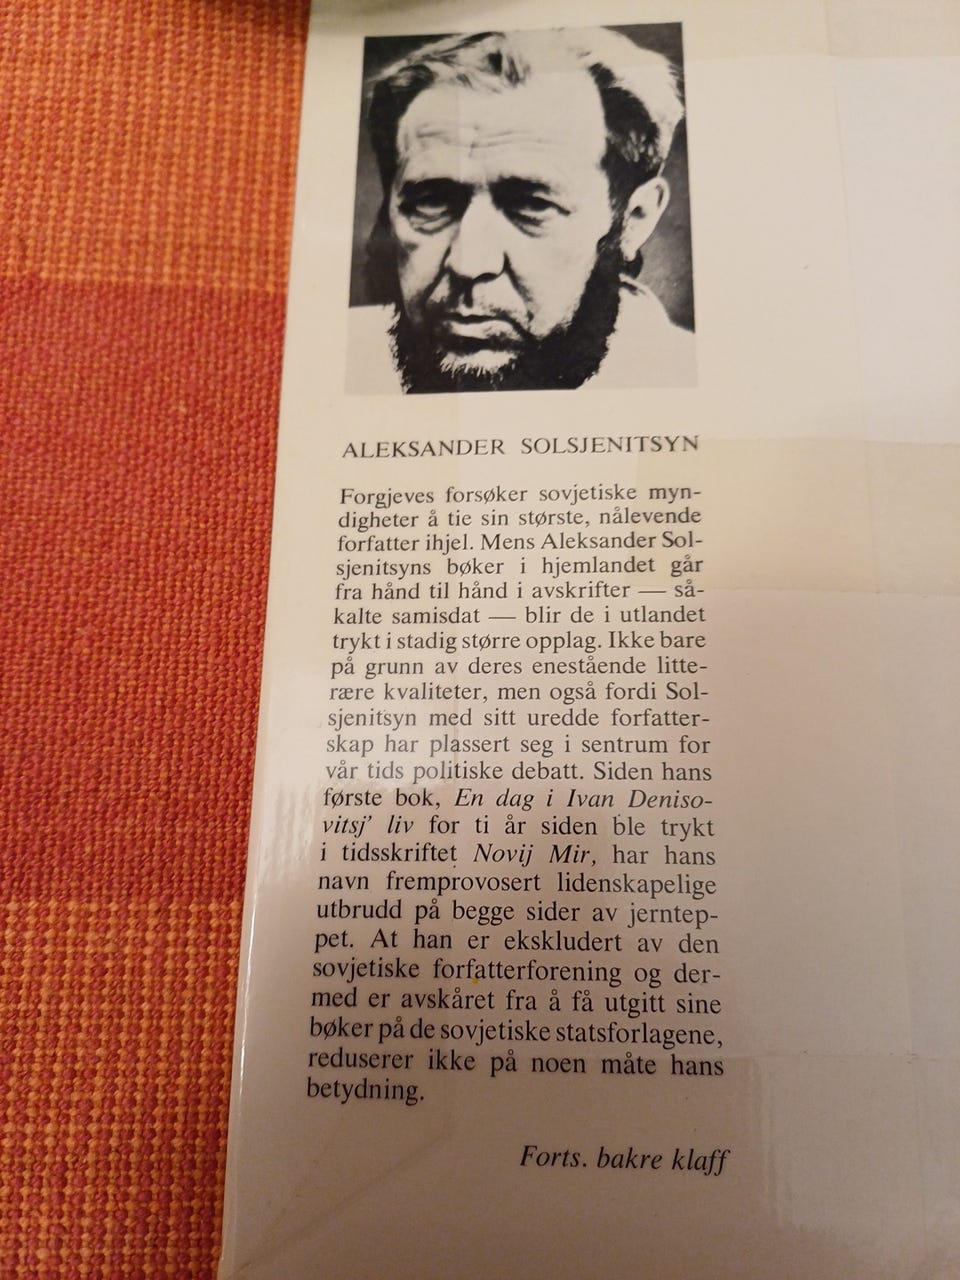 ALEKSANDER SOLSJENITSYN
Forgjeves forsøker sovjetiske myn-
digheter å tie sin største, nålevende
forfatter ihjel. Mens Aleksander Sol-
sjenitsyns bøker i hjemlandet går
fra hånd til hånd i avskrifter — så-
kalte samisdat — blir de i utlandet
trykt i stadig større opplag. Ikke bare
på grunn av deres enestående litte-
rære kvaliteter, men også fordi Sol-
sjenitsyn med sitt uredde forfatter-
skap har plassert seg i sentrum for
vår tids politiske debatt. Siden hans
første bok, En dag i Ivan Deniso-
vitsj’ liv for ti år siden ble trykt
i tidsskriftet Novij Mir, har hans
navn fremprovosert lidenskapelige
utbrudd på begge sider av jerntep-
pet. At han er ekskludert av den
sovjetiske forfatterforening og der-
med er avskåret fra å få utgitt sine
bøker på de sovjetiske statsforlagene,
reduserer ikke på noen måte hans
betydning.
Forts. bakre klaff